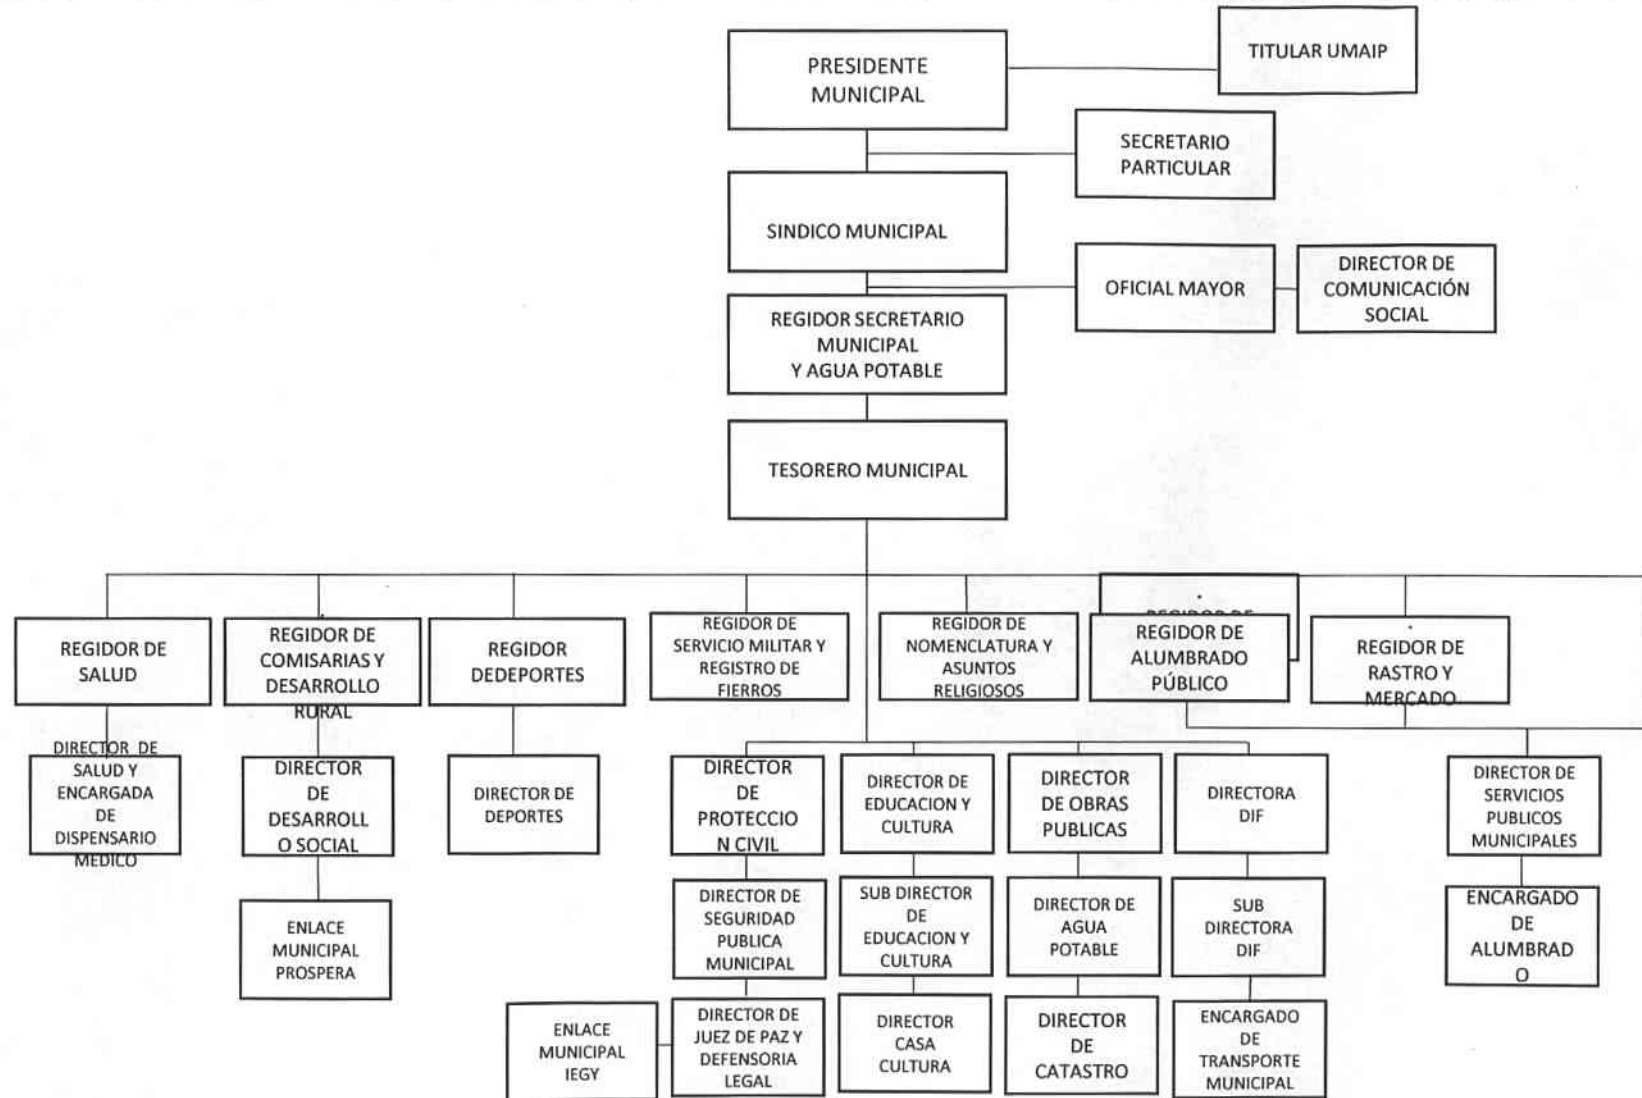 TITULAR UMAIP
PRESIDENTE
MUNICIPAL
SECRETARIO
PARTICULAR
SINDICO MUNICIPAL
OFICIAL MAYOR
DIRECTOR DE
COMUNICACIÓN
SOCIAL
REGIDOR SECRETARIO
MUNICIPAL
Y AGUA POTABLE
TESORERO MUNICIPAL
REGIDOR DE
SALUD
REGIDOR DE
COMISARIAS Y
DESARROLLO
RURAL
REGIDOR
DEDEPORTES
REGIDOR DE
SERVICIO MILITAR Y
REGISTRO DE
FIERROS
REGIDOR DE
NOMENCLATURA Y
ASUNTOS
RELIGIOSOS
REGIDOR DE
REGIDOR DE
ALUMBRADO
PÚBLICO
REGIDOR DE
RASTRO Y
MERCADO
DIRECTOR DE
SALUD Y
ENCARGADA
DE
DISPENSARIO
MEDICO
DIRECTOR
DE
DESARROLL
O SOCIAL
DIRECTOR DE
DEPORTES
DIRECTOR
DE
PROTECCIO
N CIVIL
DIRECTOR DE
EDUCACION Y
CULTURA
DIRECTOR
DE OBRAS
PUBLICAS
DIRECTORA
DIF
DIRECTOR DE
SERVICIOS
PUBLICOS
MUNICIPALES
ENLACE
MUNICIPAL
PROSPERA
DIRECTOR DE
SEGURIDAD
PUBLICA
MUNICIPAL
SUB DIRECTOR
DE
EDUCACION Y
CULTURA
DIRECTOR DE
AGUA
POTABLE
SUB
DIRECTORA
DIF
ENCARGADO
DE
ALUMBRAD
O
ENLACE
MUNICIPAL
IEGY
DIRECTOR DE
JUEZ DE PAZ Y
DEFENSORIA
LEGAL
DIRECTOR
CASA
CULTURA
DIRECTOR
DE
CATASTRO
ENCARGADO
DE
TRANSPORTE
MUNICIPAL